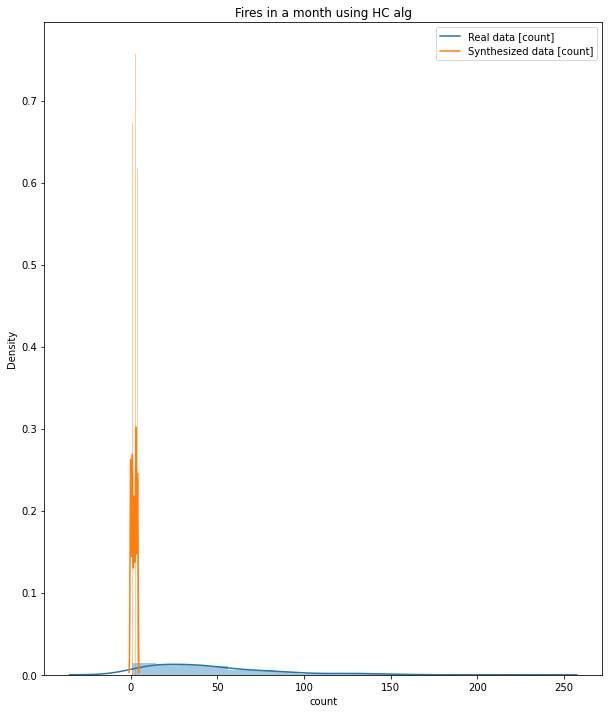 Fires in a month using HC alg
Real data [count]
Synthesized data [count]
0.7
0.6
0.5
0.4
0.3
0.2
0.1
0.0
Density
0
50
100
150
200
250
count